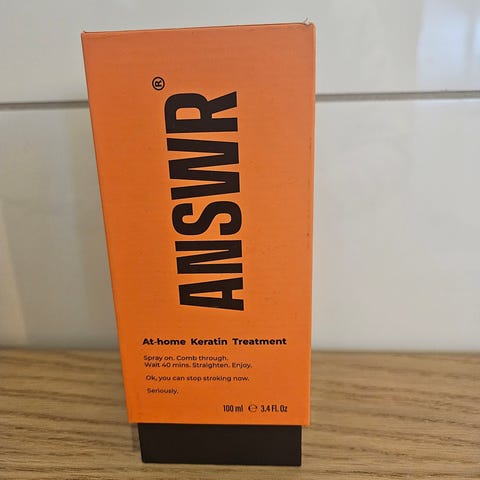 ANSWR®
At-home Keratin Treatment
Spray on. Comb through.
Wait 40 mins. Straighten. Enjoy.
Ok, you can stop stroking now.
Seriously.
100 ml ℮ 3.4 Fl. Oz